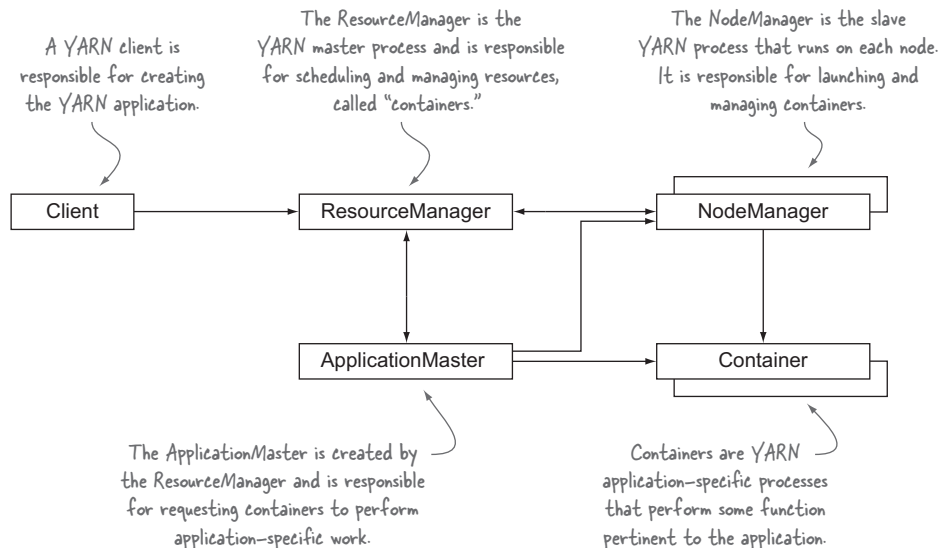 A YARN client is
responsible for creating
the YARN application.
The ResourceManager is the
YARN master process and is responsible
for scheduling and managing resources,
called “containers.”
The NodeManager is the slave
YARN process that runs on each node.
It is responsible for launching and
managing containers.
Client
ResourceManager
NodeManager
ApplicationMaster
Container
The ApplicationMaster is created by
the ResourceManager and is responsible
for requesting containers to perform
application-specific work.
Containers are YARN
application-specific processes
that perform some function
pertinent to the application.